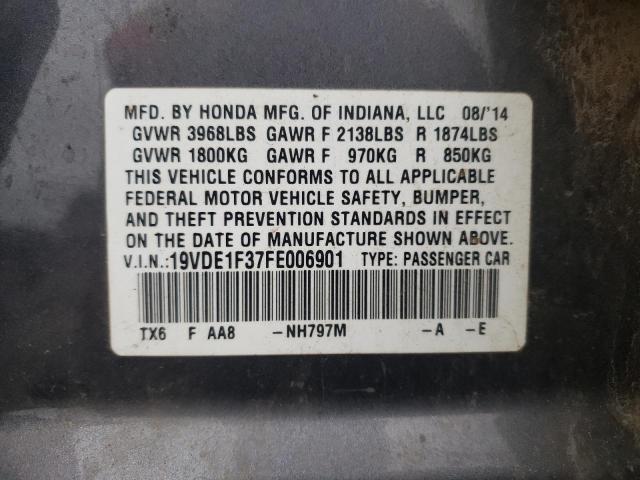 MFD. BY HONDA MFG. OF INDIANA, LLC 08/'14
GVWR 3968LBS GAWR F 2138LBS R 1874LBS
GVWR 1800KG GAWR F 970KG R 850KG
THIS VEHICLE CONFORMS TO ALL APPLICABLE
FEDERAL MOTOR VEHICLE SAFETY, BUMPER,
AND THEFT PREVENTION STANDARDS IN EFFECT
ON THE DATE OF MANUFACTURE SHOWN ABOVE.
V.I.N.:19VDE1F37FE006901 TYPE: PASSENGER CAR
TX6 F AA8 -NH797M -A -E